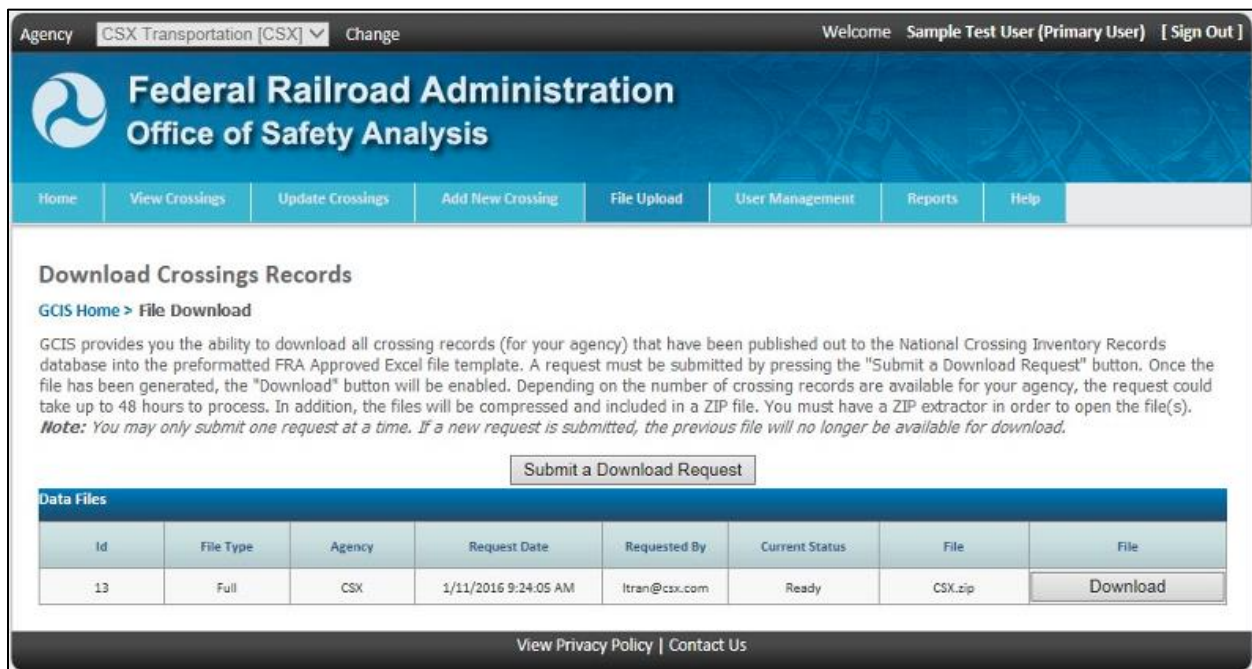 Agency CSX Transportation [CSX] Change Welcome Sample Test User (Primary User) [ Sign Out ]
Federal Railroad Administration
Office of Safety Analysis
Home View Crossings Update Crossings Add New Crossing File Upload User Management Reports Help
Download Crossings Records
GCIS Home > File Download
GCIS provides you the ability to download all crossing records (for your agency) that have been published out to the National Crossing Inventory Records
database into the preformatted FRA Approved Excel file template. A request must be submitted by pressing the "Submit a Download Request" button. Once the
file has been generated, the "Download" button will be enabled. Depending on the number of crossing records are available for your agency, the request could
take up to 48 hours to process. In addition, the files will be compressed and included in a ZIP file. You must have a ZIP extractor in order to open the file(s).
Note: You may only submit one request at a time. If a new request is submitted, the previous file will no longer be available for download.
Submit a Download Request
Data Files
Id File Type Agency Request Date Requested By Current Status File File
13 Full CSX 1/11/2016 9:24:05 AM ltran@csx.com Ready CSX.zip Download
View Privacy Policy | Contact Us